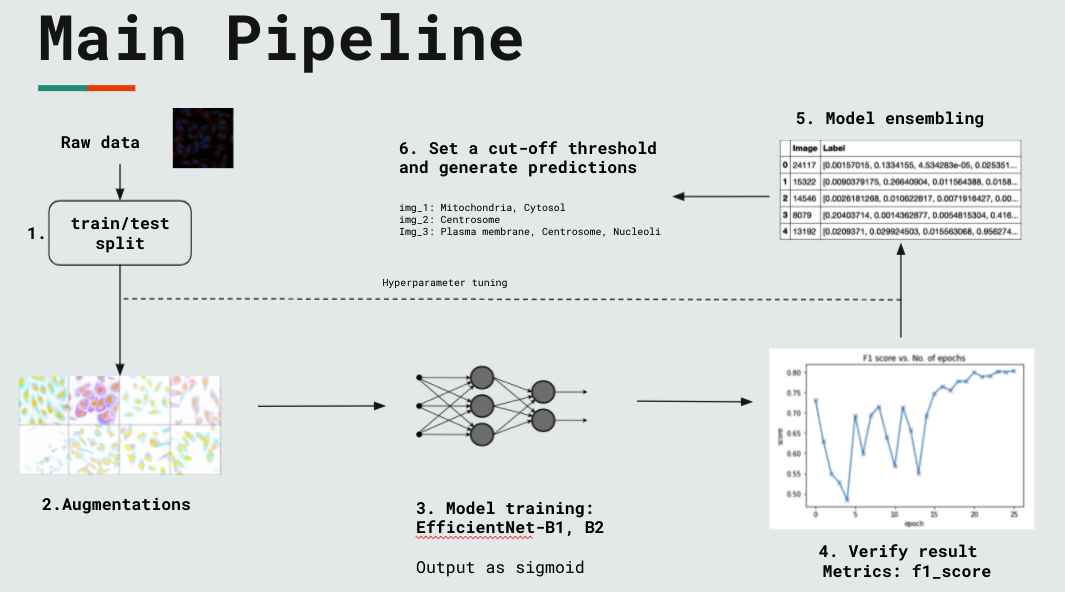 Main Pipeline
Raw data
1.
train/test
split
2.Augmentations
3. Model training:
EfficientNet-B1, B2
Output as sigmoid
F1 score vs. No. of epochs
score
0.80
0.75
0.70
0.65
0.60
0.55
0.50
0 5 10 15 20 25
epoch
4. Verify result
Metrics: f1_score
Hyperparameter tuning
5. Model ensembling
Image Label
0 24117 [0.00157015, 0.1334155, 4.534283e-05, 0.025351...
1 15322 [0.0090379175, 0.26640904, 0.011564388, 0.0158...
2 14546 [0.0026181268, 0.010622817, 0.0071916427, 0.00...
3 8079 [0.20403714, 0.0014362877, 0.0054815304, 0.416...
4 13192 [0.0209371, 0.029924503, 0.015563068, 0.956274...
6. Set a cut-off threshold
and generate predictions
img_1: Mitochondria, Cytosol
img_2: Centrosome
Img_3: Plasma membrane, Centrosome, Nucleoli